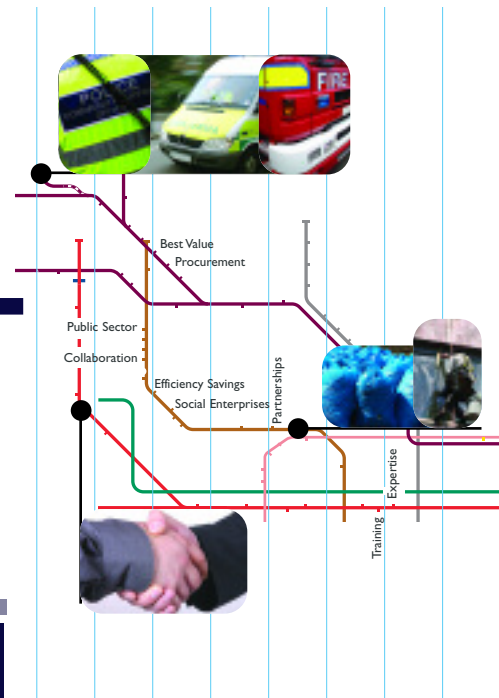 POLICE
FIRE
Best Value
Procurement
Public Sector
Collaboration
Efficiency Savings
Social Enterprises
Partnerships
Expertise
Training